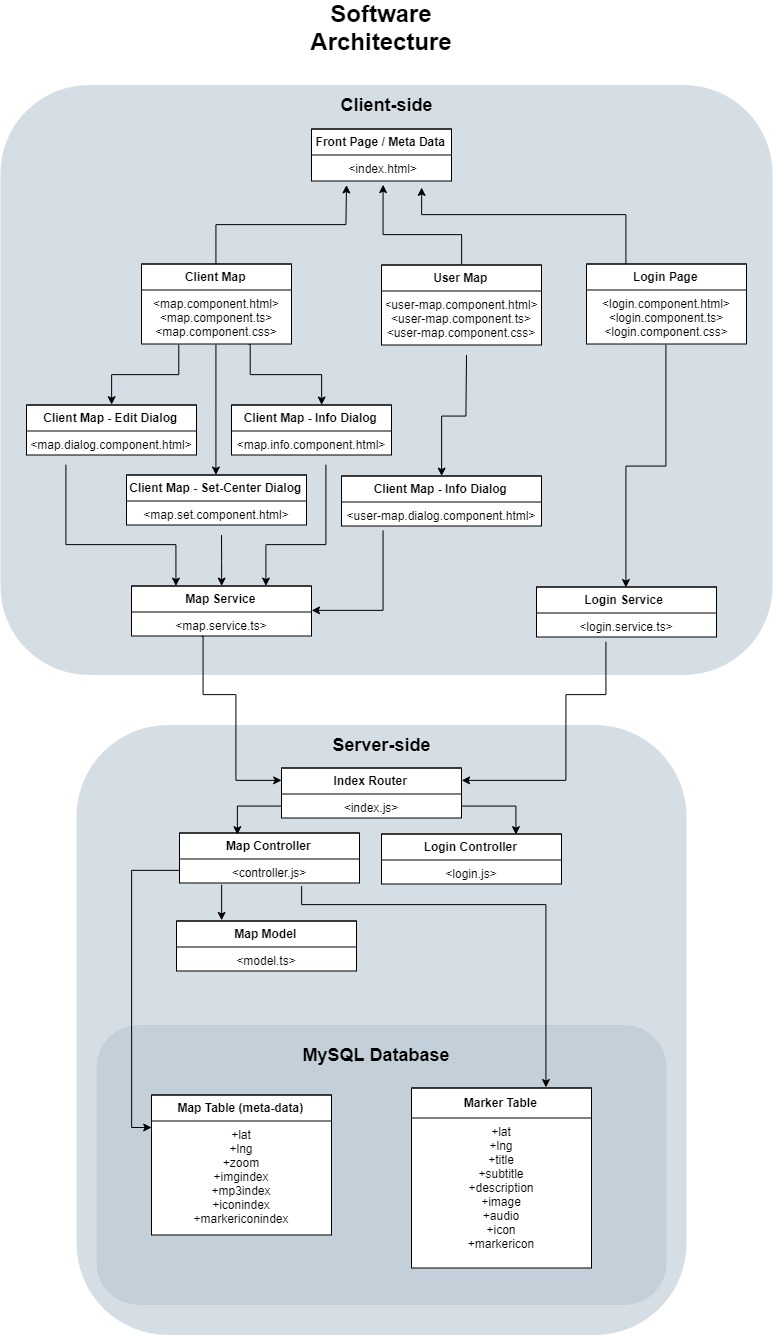 Software
Architecture
Client-side
Front Page / Meta Data
<index.html>
Client Map
<map.component.html>
<map.component.ts>
<map.component.css>
User Map
<user-map.component.html>
<user-map.component.ts>
<user-map.component.css>
Login Page
<login.component.html>
<login.component.ts>
<login.component.css>
Client Map - Edit Dialog
<map.dialog.component.html>
Client Map - Info Dialog
<map.info.component.html>
Client Map - Set-Center Dialog
<map.set.component.html>
Client Map - Info Dialog
<user-map.dialog.component.html>
Map Service
<map.service.ts>
Login Service
<login.service.ts>
Server-side
Index Router
<index.js>
Map Controller
<controller.js>
Login Controller
<login.js>
Map Model
<model.ts>
MySQL Database
Map Table (meta-data)
+lat
+lng
+zoom
+imgindex
+mp3index
+iconindex
+markericonindex
Marker Table
+lat
+lng
+title
+subtitle
+description
+image
+audio
+icon
+markericon